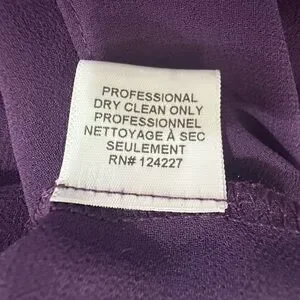 PROFESSIONAL
DRY CLEAN ONLY
PROFESSIONNEL
NETTOYAGE À SEC
SEULEMENT
RN# 124227